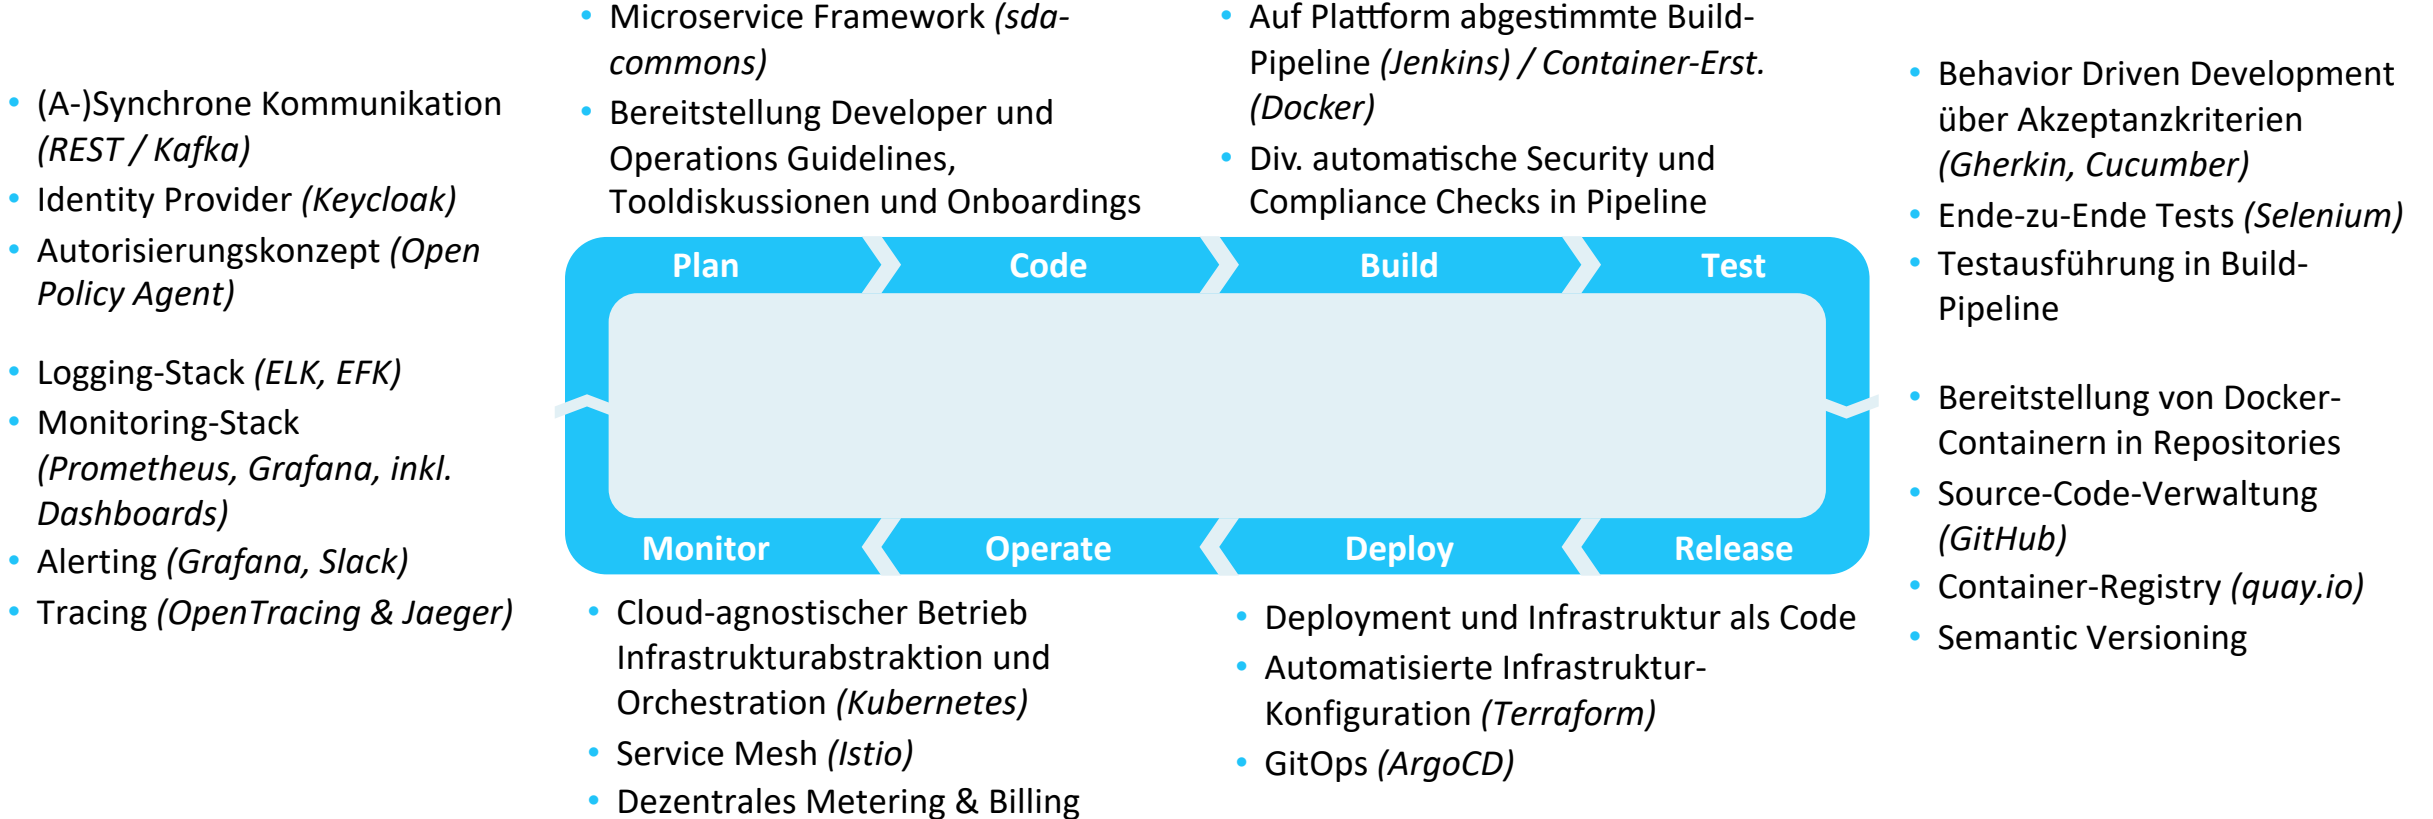 • (A-)Synchrone Kommunikation
(REST / Kafka)
• Identity Provider (Keycloak)
• Autorisierungskonzept (Open
Policy Agent)
• Microservice Framework (sda-
commons)
• Bereitstellung Developer und
Operations Guidelines,
Tooldiskussionen und Onboardings
• Auf Plattform abgestimmte Build-
Pipeline (Jenkins) / Container-Erst.
(Docker)
• Div. automatische Security und
Compliance Checks in Pipeline
• Behavior Driven Development
über Akzeptanzkriterien
(Gherkin, Cucumber)
• Ende-zu-Ende Tests (Selenium)
• Testausführung in Build-
Pipeline
Plan
Code
Build
Test
Monitor
Operate
Deploy
Release
• Logging-Stack (ELK, EFK)
• Monitoring-Stack
(Prometheus, Grafana, inkl.
Dashboards)
• Alerting (Grafana, Slack)
• Tracing (OpenTracing & Jaeger)
• Cloud-agnostischer Betrieb
Infrastrukturabstraktion und
Orchestration (Kubernetes)
• Service Mesh (Istio)
• Dezentrales Metering & Billing
• Deployment und Infrastruktur als Code
• Automatisierte Infrastruktur-
Konfiguration (Terraform)
• GitOps (ArgoCD)
• Bereitstellung von Docker-
Containern in Repositories
• Source-Code-Verwaltung
(GitHub)
• Container-Registry (quay.io)
• Semantic Versioning